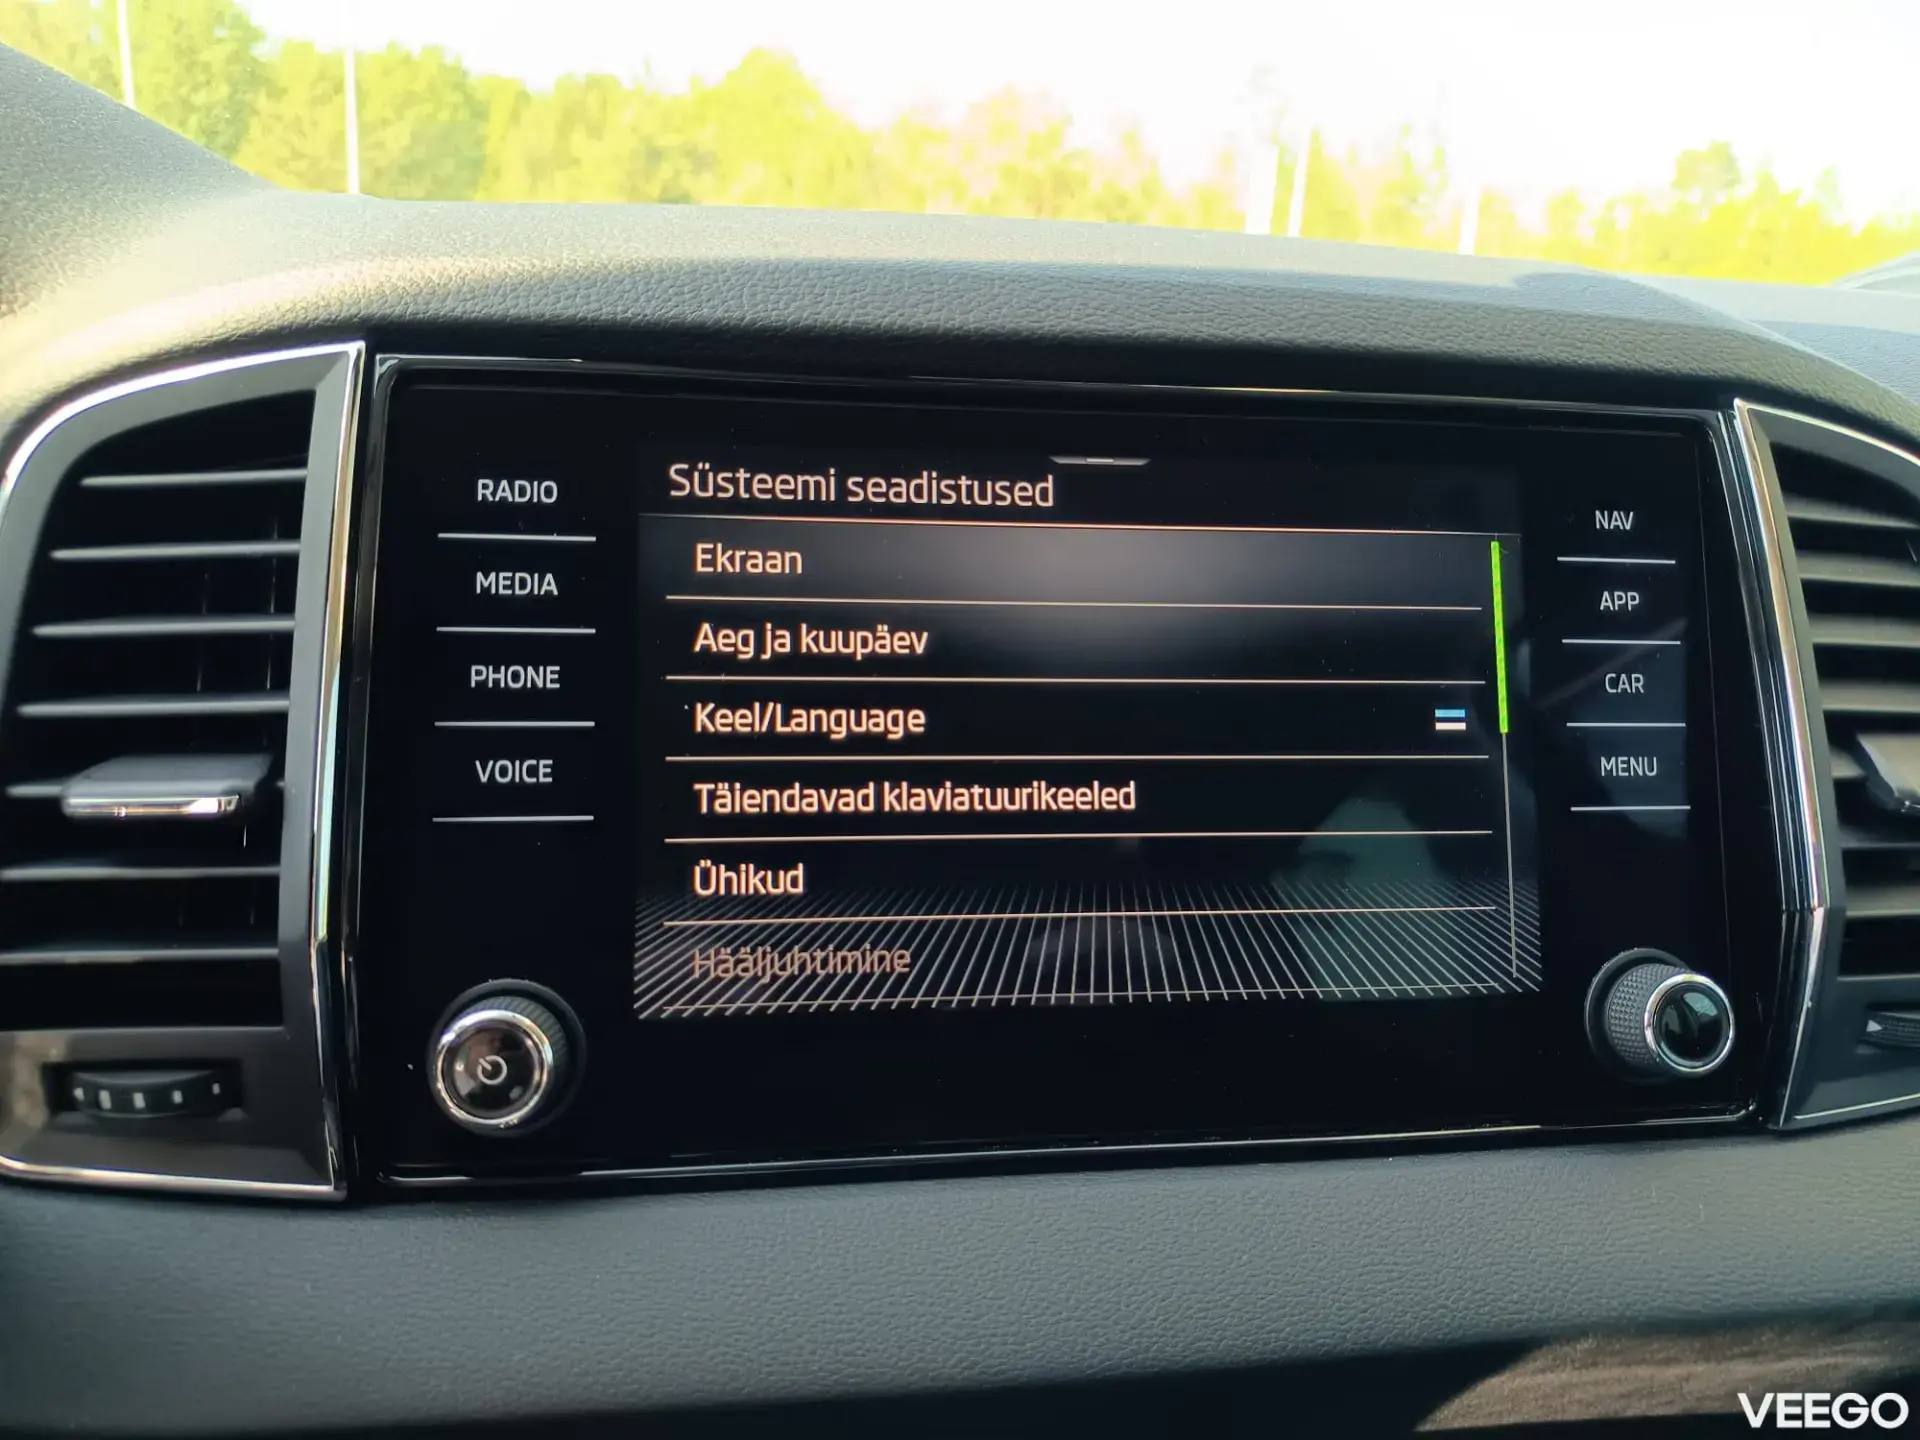 RADIO
MEDIA
PHONE
VOICE
Süsteemi seadistused
Ekraan
Aeg ja kuupäev
Keel/Language
Täiendavad klaviatuurikeeled
Ühikud
Hääljuhtimine
NAV
APP
CAR
MENU
VEEGO